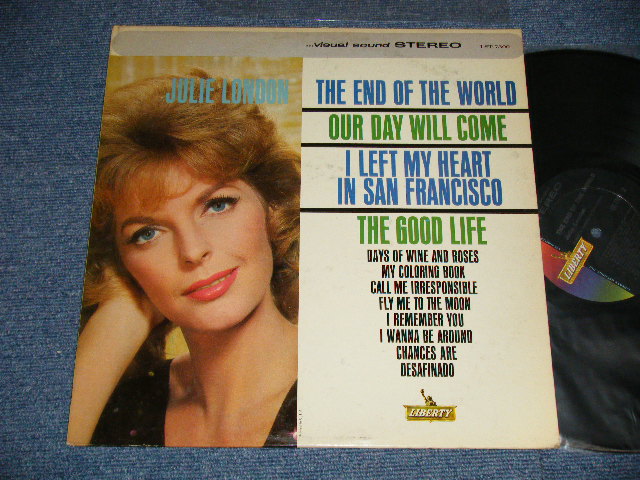 ...visual sound STEREO
LST-7300
JULIE LONDON
THE END OF THE WORLD
OUR DAY WILL COME
I LEFT MY HEART
IN SAN FRANCISCO
THE GOOD LIFE
DAYS OF WINE AND ROSES
MY COLORING BOOK
CALL ME IRRESPONSIBLE
FLY ME TO THE MOON
I REMEMBER YOU
I WANNA BE AROUND
CHANCES ARE
DESAFINADO
LIBERTY
LIBERTY